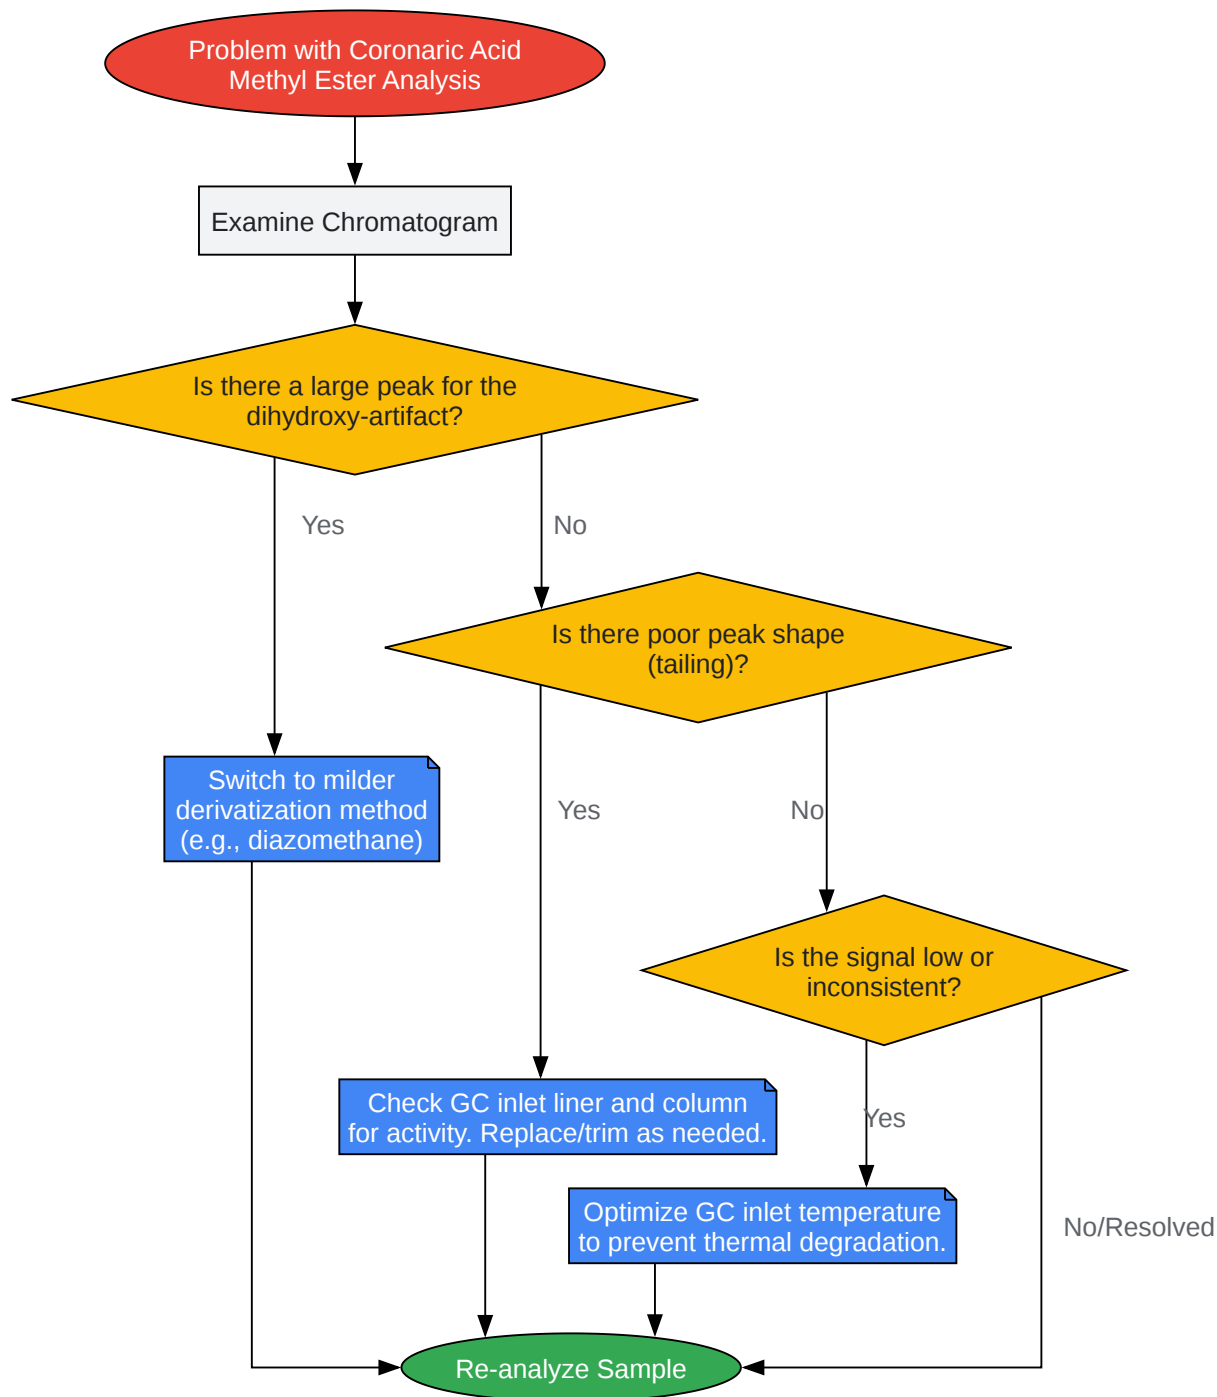 Problem with Coronaric Acid
Methyl Ester Analysis
Examine Chromatogram
Is there a large peak for the
dihydroxy-artifact?
Yes
No
Is there poor peak shape
(tailing)?
Switch to milder
derivatization method
(e.g., diazomethane)
Yes
No
Is the signal low or
inconsistent?
Check GC inlet liner and column
for activity. Replace/trim as needed.
Yes
Optimize GC inlet temperature
to prevent thermal degradation.
No/Resolved
Re-analyze Sample